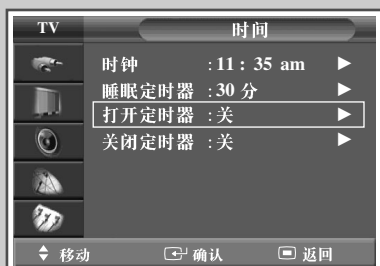 TV 时间
时钟 :11 : 35 am ▶
睡眠定时器 :30 分 ▶
打开定时器 :关 ▶
关闭定时器 :关 ▶
移动 确认 返回